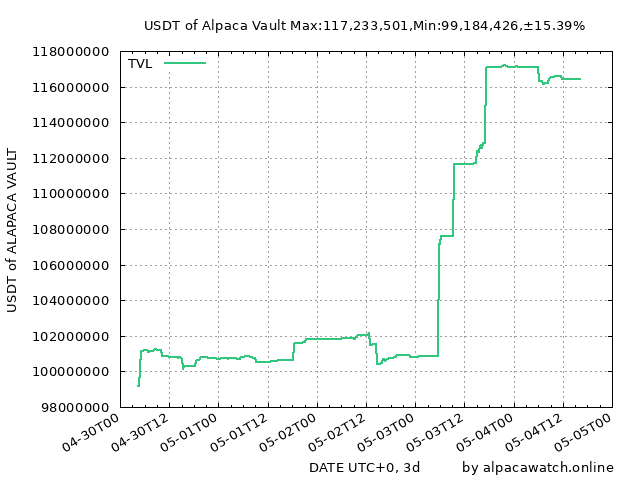 USDT of Alpaca Vault Max:117,233,501,Min:99,184,426,±15.39%
TVL
USDT of ALAPACA VAULT
118000000
116000000
114000000
112000000
110000000
108000000
106000000
104000000
102000000
100000000
98000000
04-30T00
04-30T12
05-01T00
05-01T12
05-02T00
05-02T12
05-03T00
05-03T12
05-04T00
05-04T12
05-05T00
DATE UTC+0, 3d
by alpacawatch.online